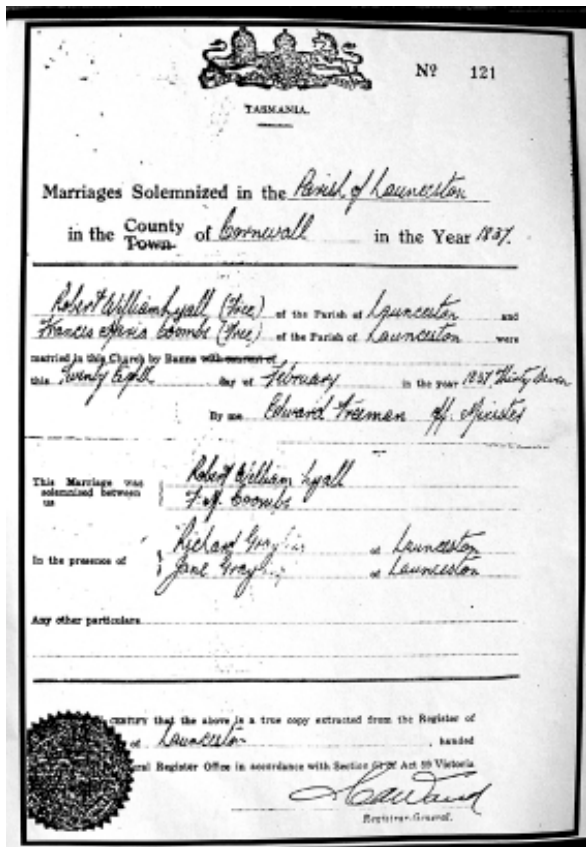 Nº 121
TASMANIA.
Marriages Solemnized in the Parish of Launceston
in the County Town of Cornwall in the Year 1837.
Robert William Lyall (Free) of the Parish of Launceston and
Francis Maria Coombs (Free) of the Parish of Launceston were
married in this Church by Banns with consent of
this Twenty Eighth day of February in the year 1837 Thirty Seven
By me Edward Freeman Off. Minister
This Marriage was solemnized between us
Robert William Lyall
F. M. Coombs
In the presence of
Richard of Launceston
Jane of Launceston
Any other particulars
CERTIFY that the above is a true copy extracted from the Register of
of Launceston, handed
Register Office in accordance with Section of Act 59 Victoria
Registrar-General.